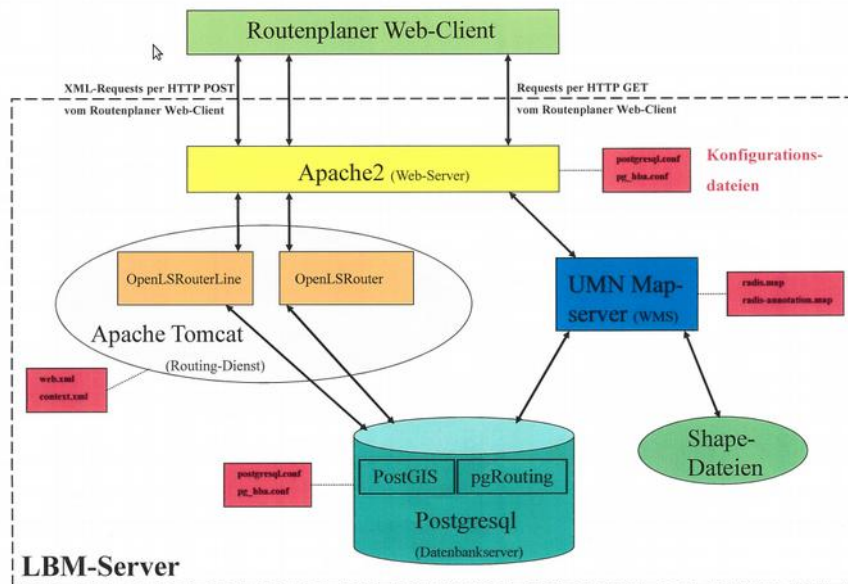 Routenplaner Web-Client
XML-Requests per HTTP POST
vom Routenplaner Web-Client
Requests per HTTP GET
vom Routenplaner Web-Client
Apache2 (Web-Server)
postgresql.conf
pg_hba.conf
Konfigurations-
dateien
OpenLSRouterLine
OpenLSRouter
Apache Tomcat
(Routing-Dienst)
UMN Map-
server (WMS)
radis.map
radis-annotation.map
web.xml
context.xml
Shape-
Dateien
postgresql.conf
pg_hba.conf
PostGIS
pgRouting
Postgresql
(Datenbankserver)
LBM-Server